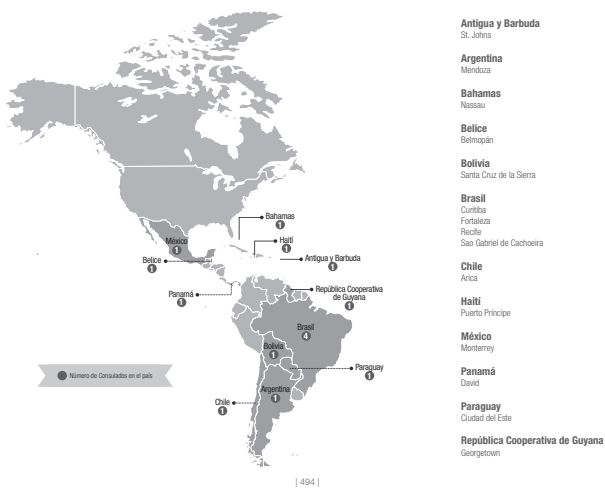 Bahamas
1
México
1
Haití
1
Belice
1
Antigua y Barbuda
1
Panamá
1
República Cooperativa
de Guyana
1
Brasil
4
Bolivia
1
Paraguay
1
Argentina
1
Chile
1
Número de Consulados en el país
Antigua y Barbuda
St. Johns
Argentina
Mendoza
Bahamas
Nassau
Belice
Belmopán
Bolivia
Santa Cruz de la Sierra
Brasil
Curitiba
Fortaleza
Recife
Sao Gabriel de Cachoeira
Chile
Arica
Haití
Puerto Príncipe
México
Monterrey
Panamá
David
Paraguay
Ciudad del Este
República Cooperativa de Guyana
Georgetown
| 494 |